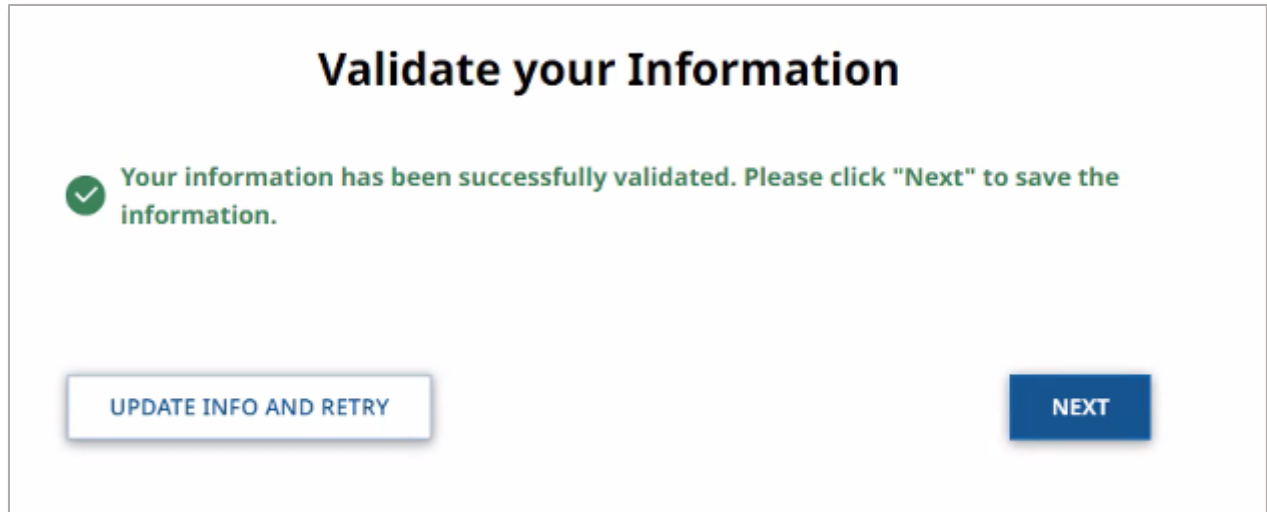 Validate your Information
Your information has been successfully validated. Please click "Next" to save the
information.
UPDATE INFO AND RETRY
NEXT